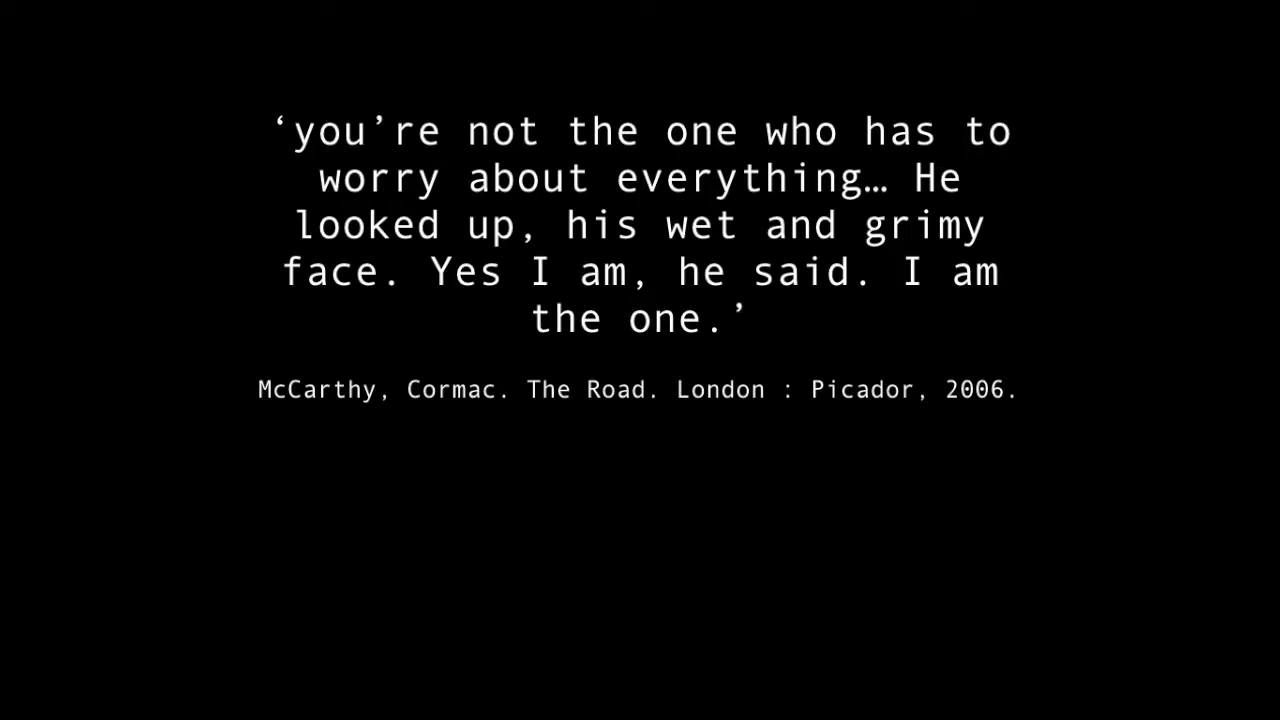 ‘you’re not the one who has to
worry about everything… He
looked up, his wet and grimy
face. Yes I am, he said. I am
the one.’
McCarthy, Cormac. The Road. London : Picador, 2006.